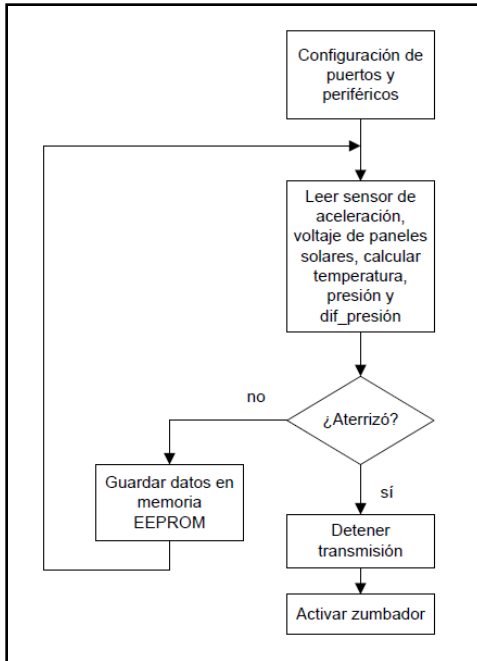 Configuración de
puertos y
periféricos
Leer sensor de
aceleración,
voltaje de paneles
solares, calcular
temperatura,
presión y
dif_presión
no
¿Aterrizó?
Guardar datos en
memoria
EEPROM
sí
Detener
transmisión
Activar zumbador